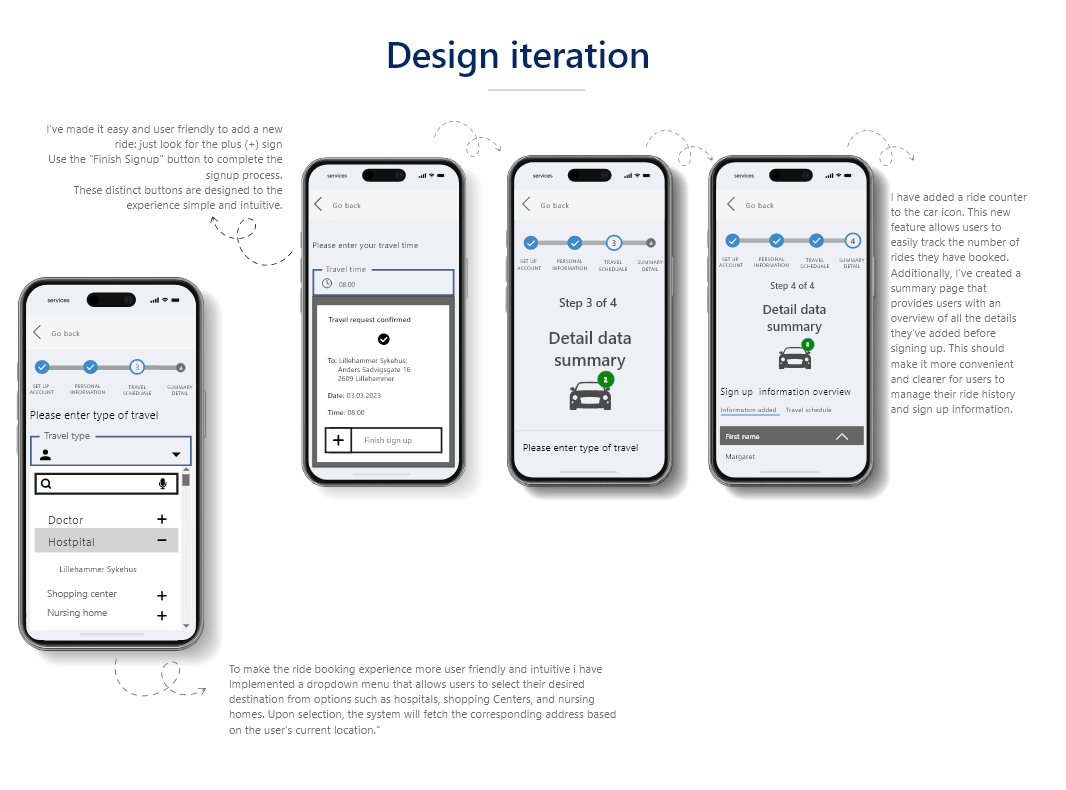 Design iteration
I've made it easy and user friendly to add a new
ride: just look for the plus (+) sign
Use the "Finish Signup" button to complete the
signup process.
These distinct buttons are designed to the
experience simple and intuitive.
services
Go back
SET UP ACCOUNT
PERSONAL INFORMATION
3
TRAVEL SCHEDUALE
4
SUMMARY DETAIL
Please enter type of travel
Travel type
Doctor
Hostpital
Lillehammer Sykehus
Shopping center
Nursing home
To make the ride booking experience more user friendly and intuitive i have
Implemented a dropdown menu that allows users to select their desired
destination from options such as hospitals, shopping Centers, and nursing
homes. Upon selection, the system will fetch the corresponding address based
on the user's current location."
services
Go back
Please enter your travel time
Travel time
08:00
Travel request confirmed
To: Lillehammer Sykehus:
Anders Sadvigsgate 16
2609 Lillehammer
Date: 03.03.2023
Time: 08:00
Finish sign up
services
Go back
SET UP ACCOUNT
PERSONAL INFORMATION
3
TRAVEL SCHEDUALE
4
SUMMARY DETAIL
Step 3 of 4
Detail data
summary
Please enter type of travel
services
Go back
SET UP ACCOUNT
PERSONAL INFORMATION
TRAVEL SCHEDUALE
4
SUMMARY DETAIL
Step 4 of 4
Detail data
summary
Sign up information overview
Information added Travel schedule
First name
Margaret
I have added a ride counter
to the car icon. This new
feature allows users to
easily track the number of
rides they have booked.
Additionally, I've created a
summary page that
provides users with an
overview of all the details
they've added before
signing up. This should
make it more convenient
and clearer for users to
manage their ride history
and sign up information.